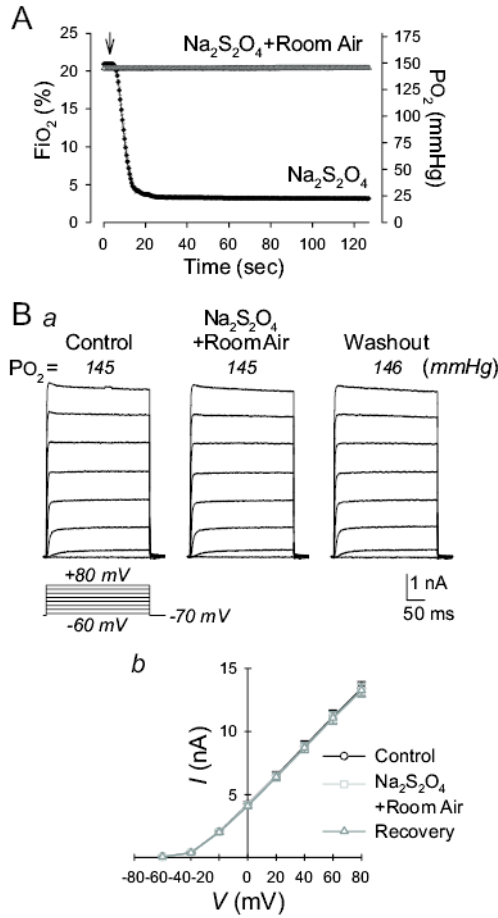 A
Na2S2O4+Room Air
Na2S2O4
FiO2 (%)
25
20
15
10
5
0
PO2 (mmHg)
175
150
125
100
75
50
25
0
0 20 40 60 80 100 120
Time (sec)
B a
Control
Na2S2O4
+RoomAir
Washout
PO2 = 145 145 146 (mmHg)
+80 mV
-60 mV
-70 mV
1 nA
50 ms
b
I (nA)
15
10
5
-80-60-40-20 0 20 40 60 80
V (mV)
Control
Na2S2O4
+Room Air
Recovery